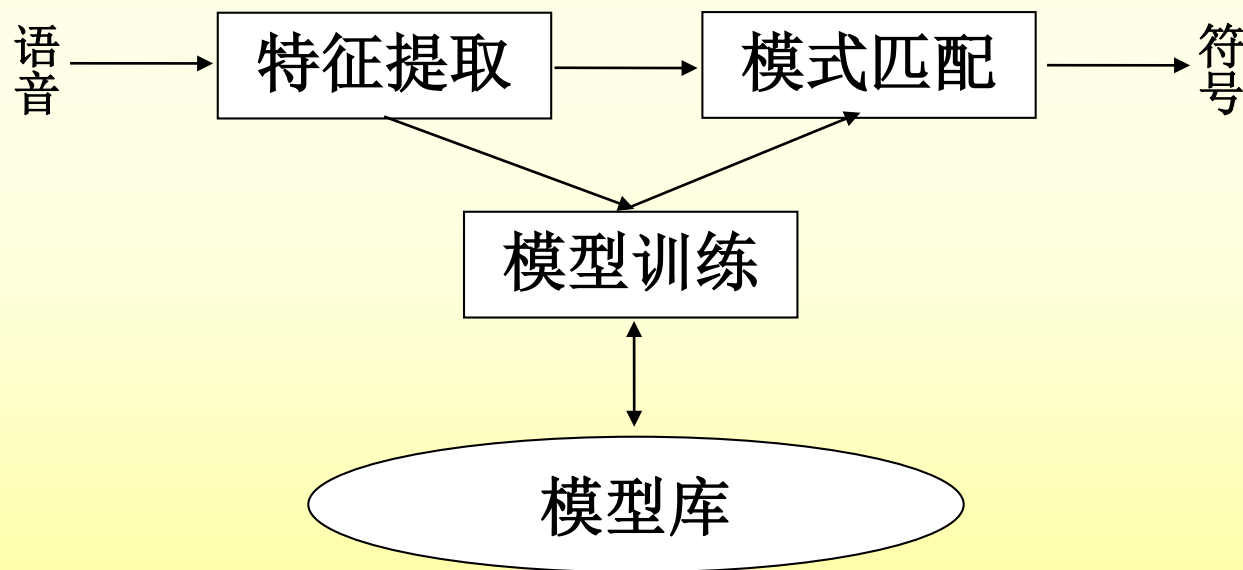 语音
特征提取
模式匹配
符号
模型训练
模型库